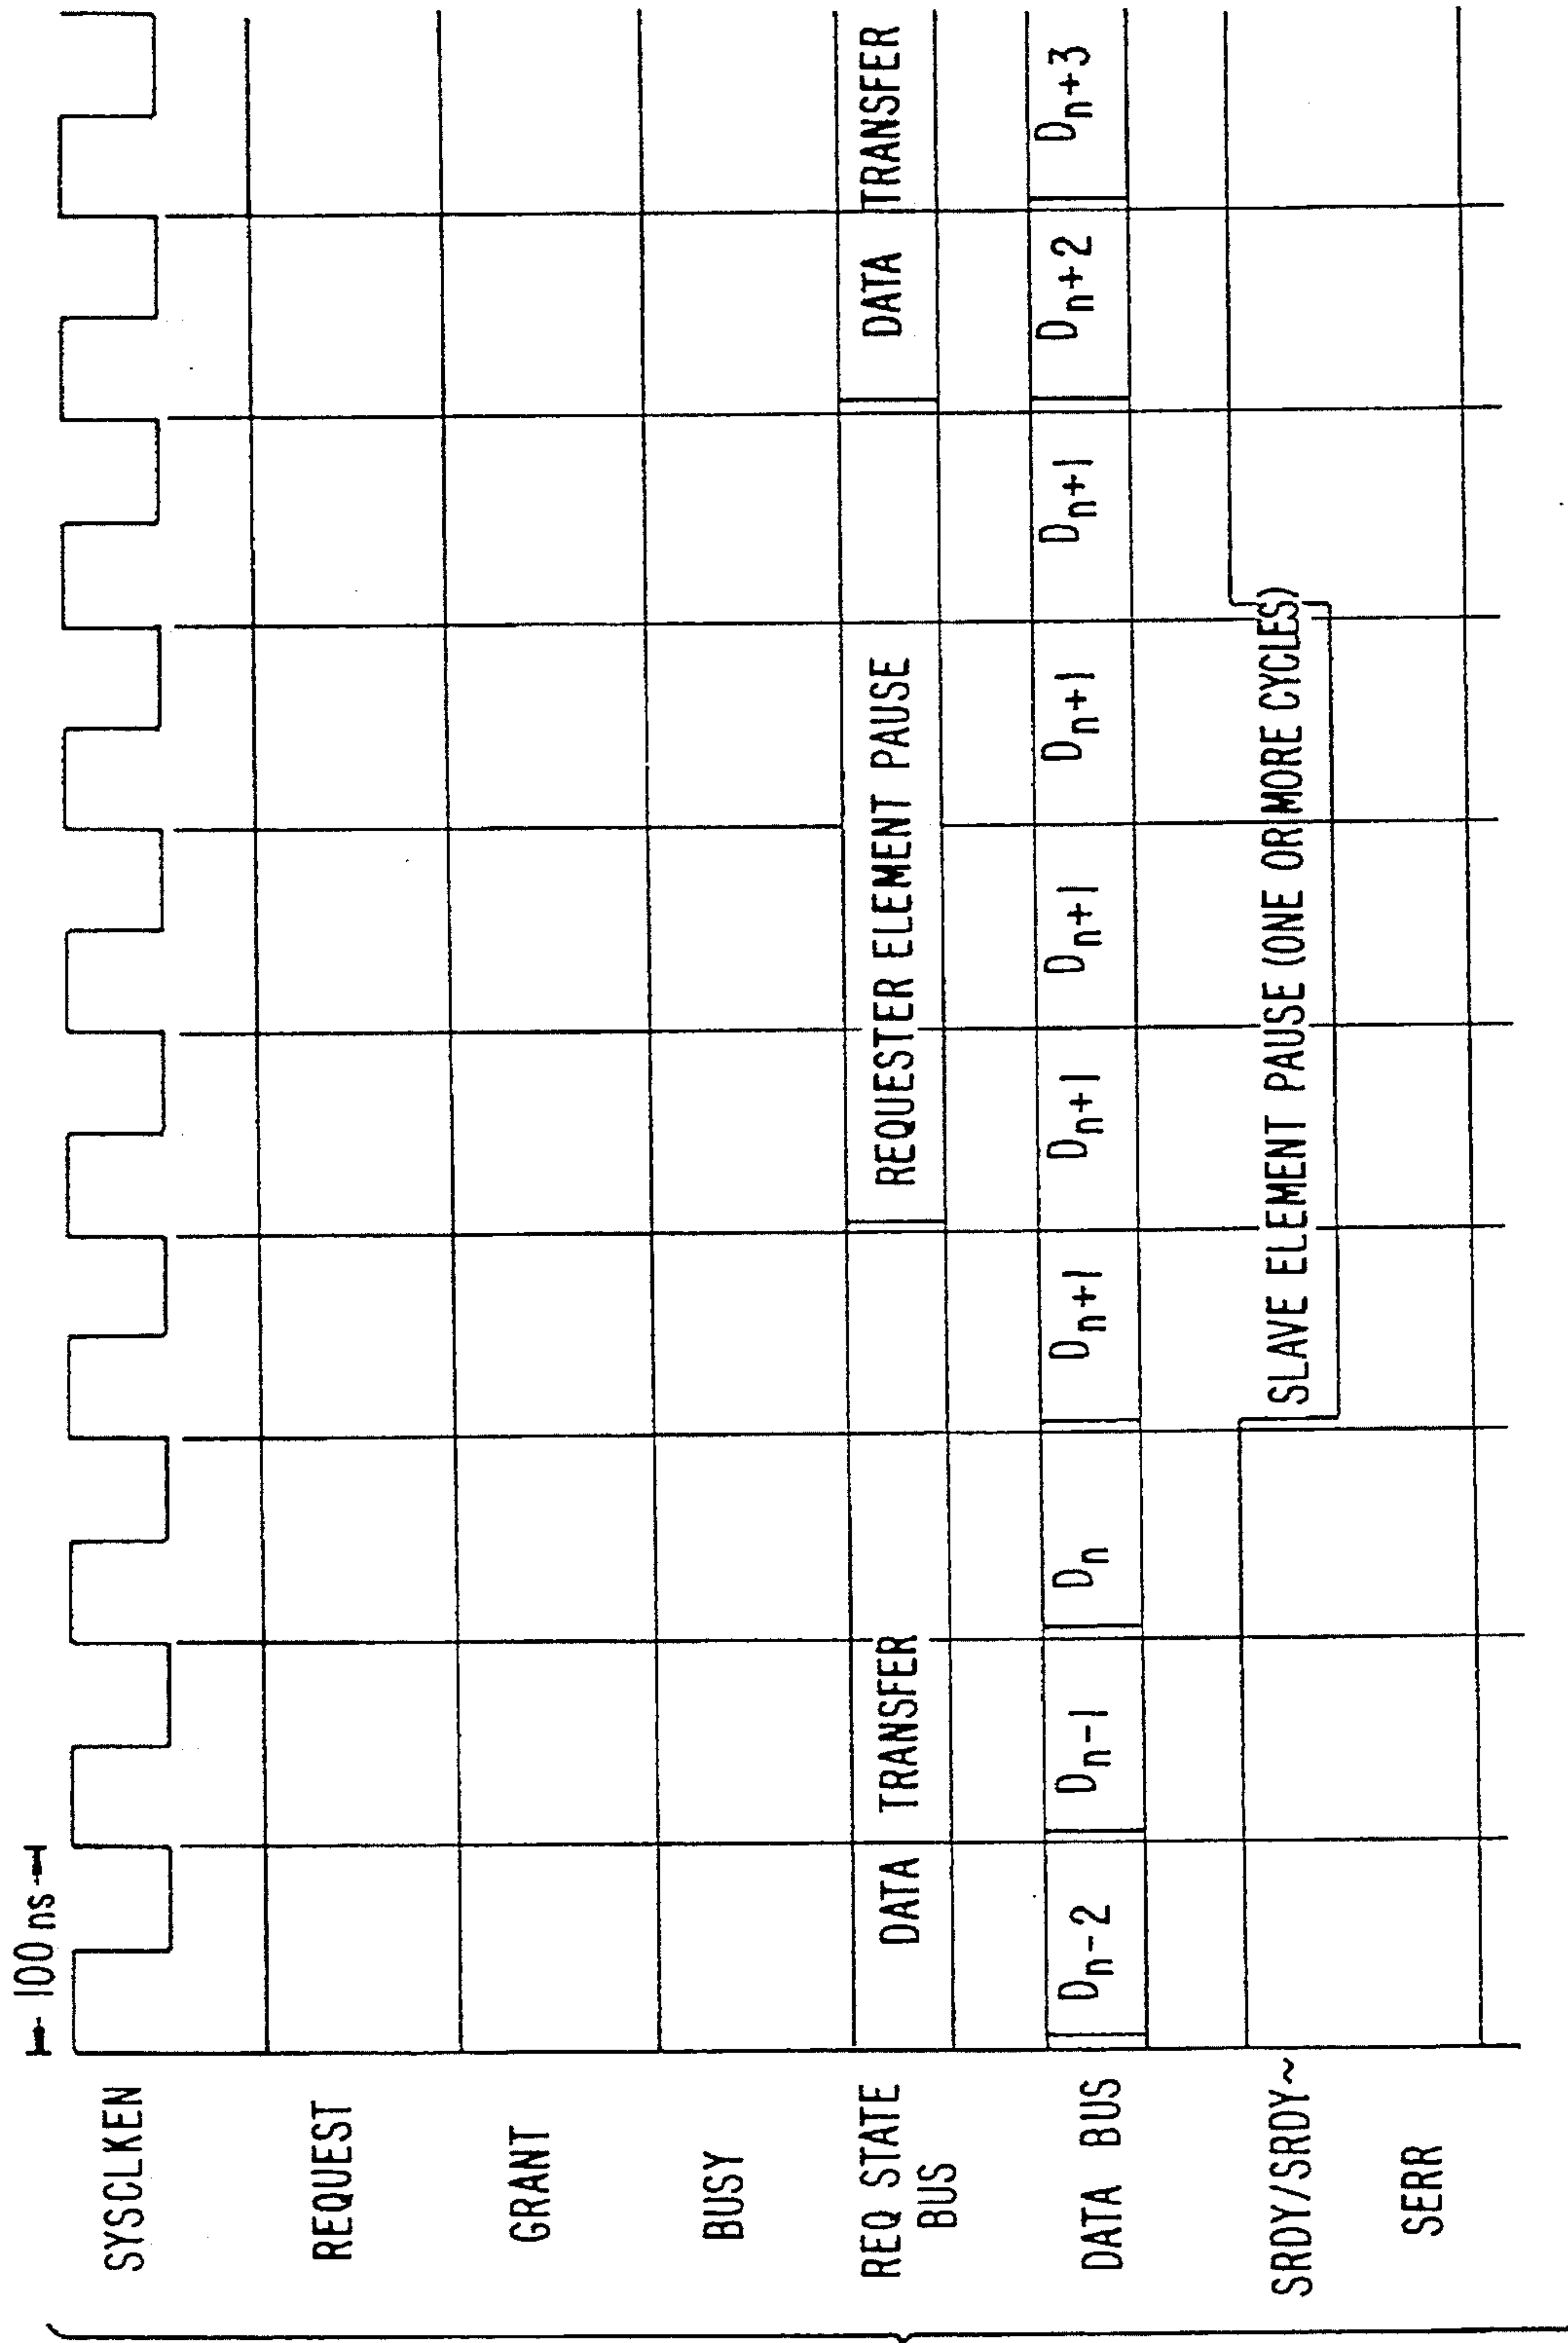 100 ns
SYSCLKEN
REQUEST
GRANT
BUSY
REQ STATE BUS
DATA TRANSFER
REQUESTER ELEMENT PAUSE
DATA TRANSFER
DATA BUS
Dn-2
Dn-1
Dn
Dn+1
Dn+1
Dn+1
Dn+1
Dn+1
Dn+2
Dn+3
SRDY/SRDY~
SLAVE ELEMENT PAUSE (ONE OR MORE CYCLES)
SERR